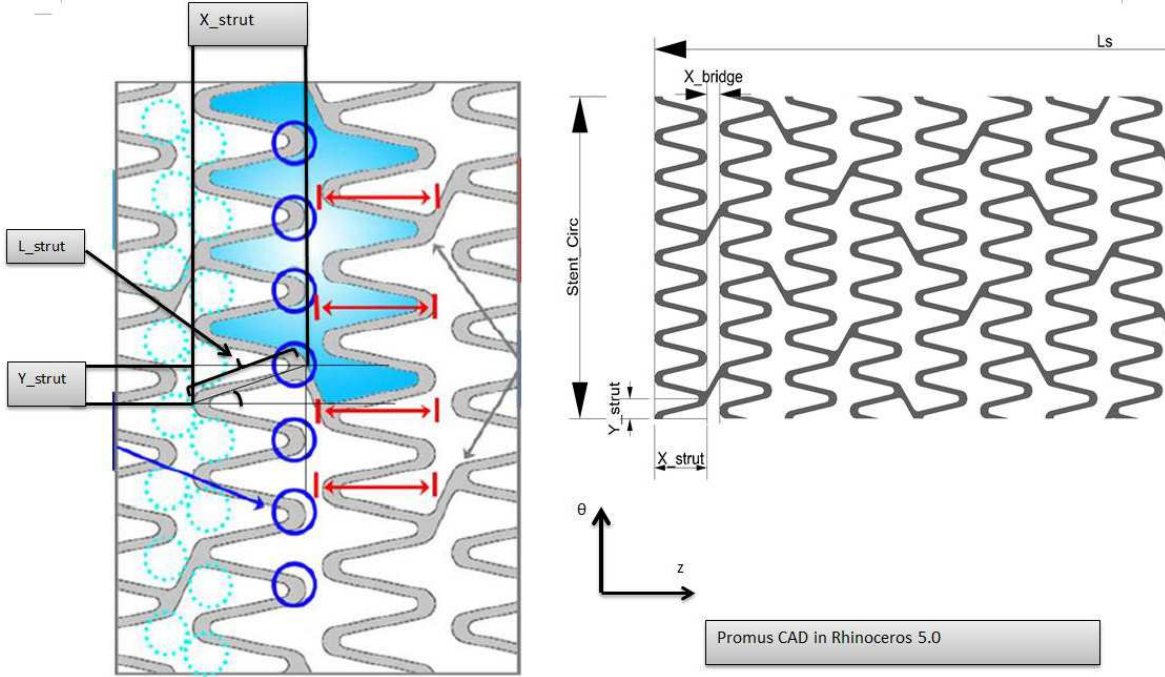 X_strut
L_strut
Y_strut
Ls
X_bridge
Stent_Circ
Y_strut
X_strut
θ
z
Promus CAD in Rhinoceros 5.0